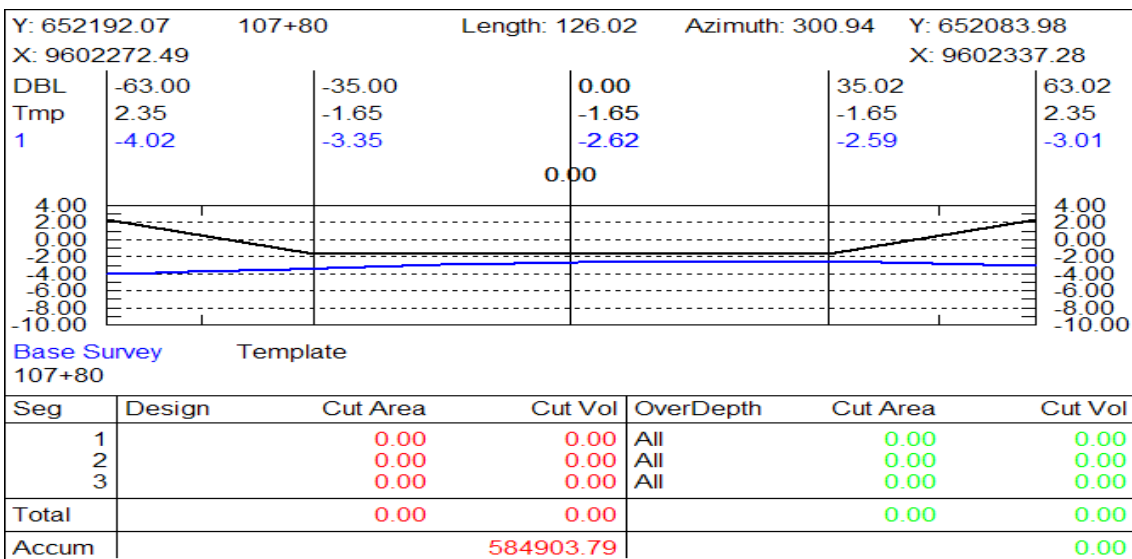 Y: 652192.07 107+80 Length: 126.02 Azimuth: 300.94 Y: 652083.98
X: 9602272.49 X: 9602337.28
DBL -63.00 -35.00 0.00 35.02 63.02
Tmp 2.35 -1.65 -1.65 -1.65 2.35
1 -4.02 -3.35 -2.62 -2.59 -3.01
0.00
4.00 4.00
2.00 2.00
0.00 0.00
-2.00 -2.00
-4.00 -4.00
-6.00 -6.00
-8.00 -8.00
-10.00 -10.00
Base Survey Template
107+80
Seg Design Cut Area Cut Vol OverDepth Cut Area Cut Vol
1 0.00 0.00 All 0.00 0.00
2 0.00 0.00 All 0.00 0.00
3 0.00 0.00 All 0.00 0.00
Total 0.00 0.00 0.00 0.00
Accum 584903.79 0.00